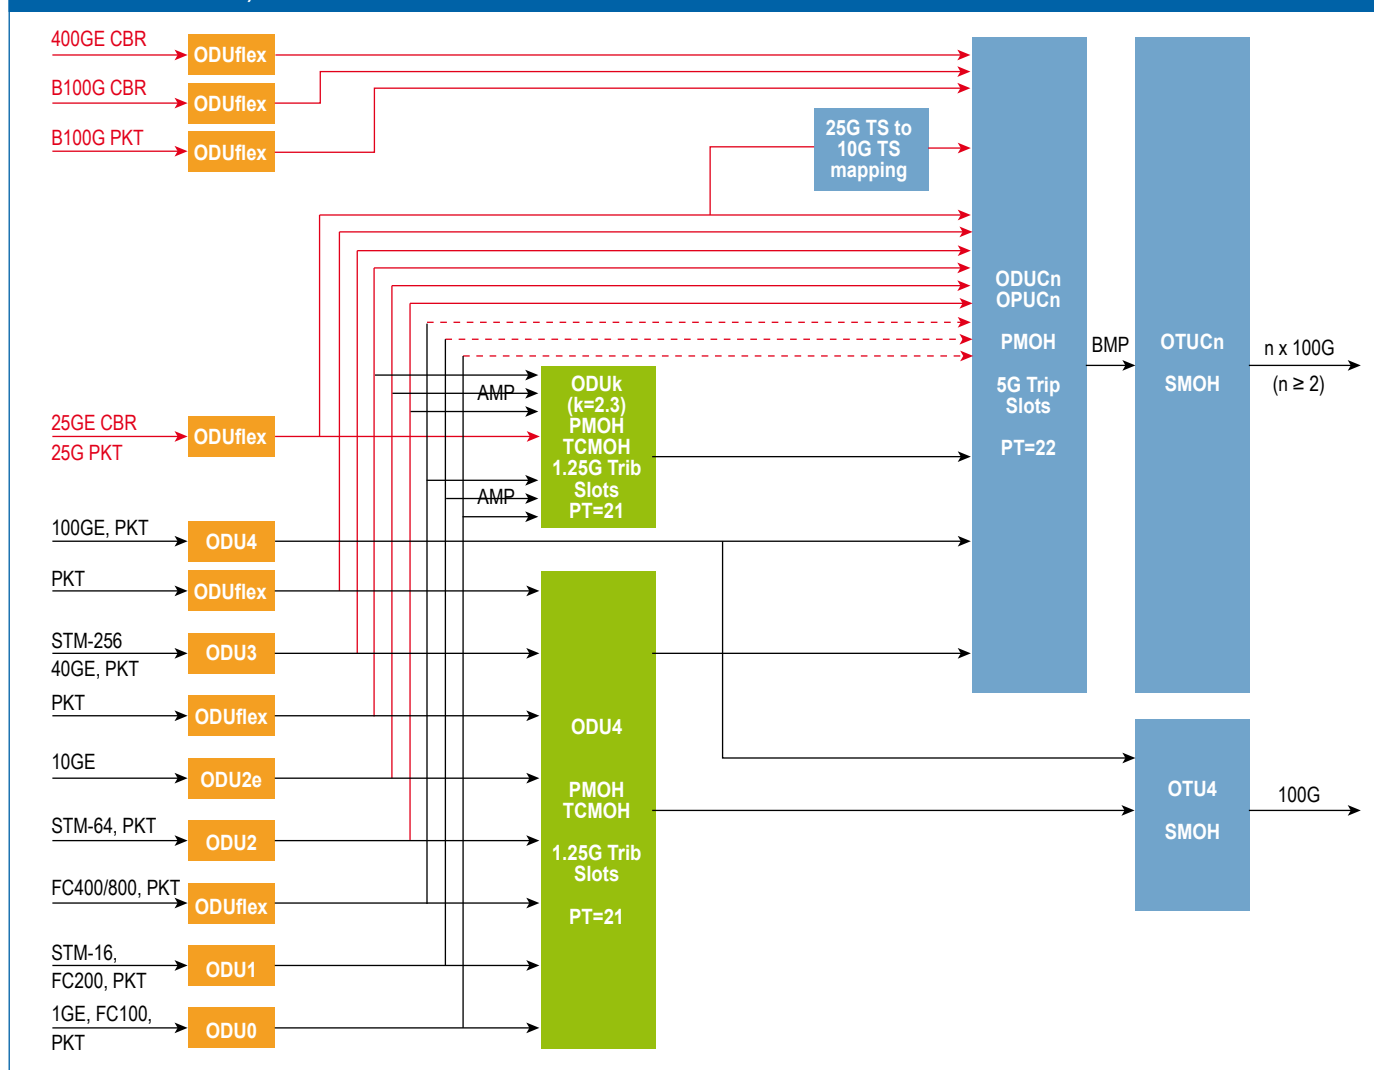 400GE CBR
ODUflex
B100G CBR
ODUflex
B100G PKT
ODUflex
25G TS to
10G TS
mapping
ODUCn
OPUCn
PMOH
5G Trip
Slots
PT=22
BMP
OTUCn
SMOH
n x 100G
(n ≥ 2)
25GE CBR
25G PKT
ODUflex
AMP
AMP
ODUk
(k=2.3)
PMOH
TCMOH
1.25G Trib
Slots
PT=21
100GE, PKT
ODU4
PKT
ODUflex
STM-256
40GE, PKT
ODU3
PKT
ODUflex
10GE
ODU2e
STM-64, PKT
ODU2
FC400/800, PKT
ODUflex
STM-16,
FC200, PKT
ODU1
1GE, FC100,
PKT
ODU0
ODU4
PMOH
TCMOH
1.25G Trib
Slots
PT=21
OTU4
SMOH
100G